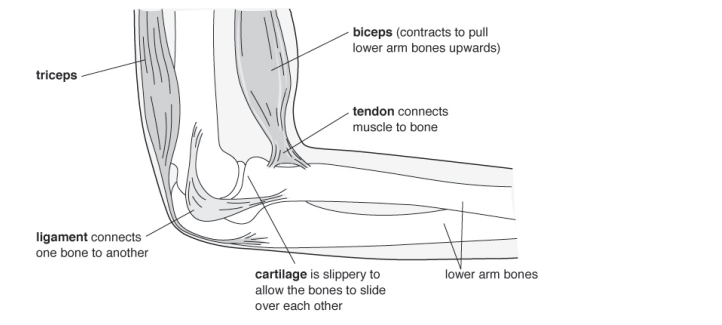 biceps (contracts to pull
lower arm bones upwards)
triceps
tendon connects
muscle to bone
ligament connects
one bone to another
cartilage is slippery to
allow the bones to slide
over each other
lower arm bones